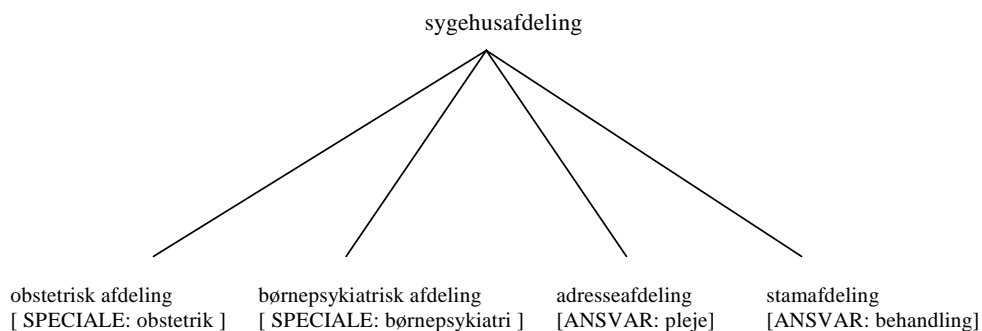 sygehusafdeling
obstetrisk afdeling børnepsykiatrisk afdeling adresseafdeling stamafdeling
[ SPECIALE: obstetrik ] [ SPECIALE: børnepsykiatri ] [ANSVAR: pleje] [ANSVAR: behandling]